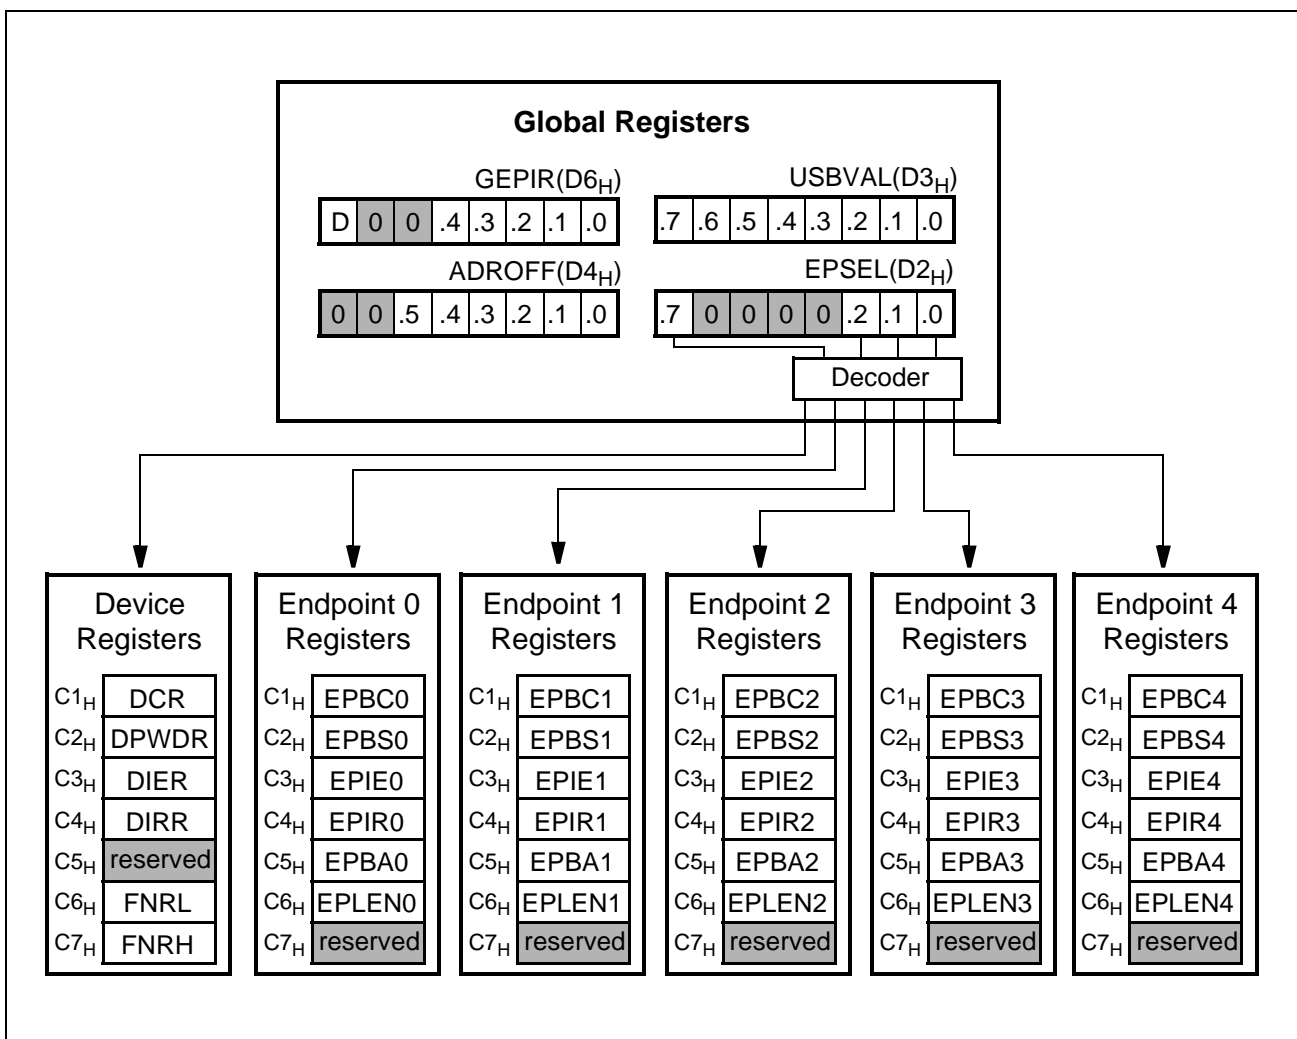 Global Registers
GEPIR(D6H) USBVAL(D3H)
D 0 0 .4 .3 .2 .1 .0 .7 .6 .5 .4 .3 .2 .1 .0
ADROFF(D4H) EPSEL(D2H)
0 0 .5 .4 .3 .2 .1 .0 .7 0 0 0 0 .2 .1 .0
Decoder
Device Endpoint 0 Endpoint 1 Endpoint 2 Endpoint 3 Endpoint 4
Registers Registers Registers Registers Registers Registers
C1H DCR C1H EPBC0 C1H EPBC1 C1H EPBC2 C1H EPBC3 C1H EPBC4
C2H DPWDR C2H EPBS0 C2H EPBS1 C2H EPBS2 C2H EPBS3 C2H EPBS4
C3H DIER C3H EPIE0 C3H EPIE1 C3H EPIE2 C3H EPIE3 C3H EPIE4
C4H DIRR C4H EPIR0 C4H EPIR1 C4H EPIR2 C4H EPIR3 C4H EPIR4
C5H reserved C5H EPBA0 C5H EPBA1 C5H EPBA2 C5H EPBA3 C5H EPBA4
C6H FNRL C6H EPLEN0 C6H EPLEN1 C6H EPLEN2 C6H EPLEN3 C6H EPLEN4
C7H FNRH C7H reserved C7H reserved C7H reserved C7H reserved C7H reserved